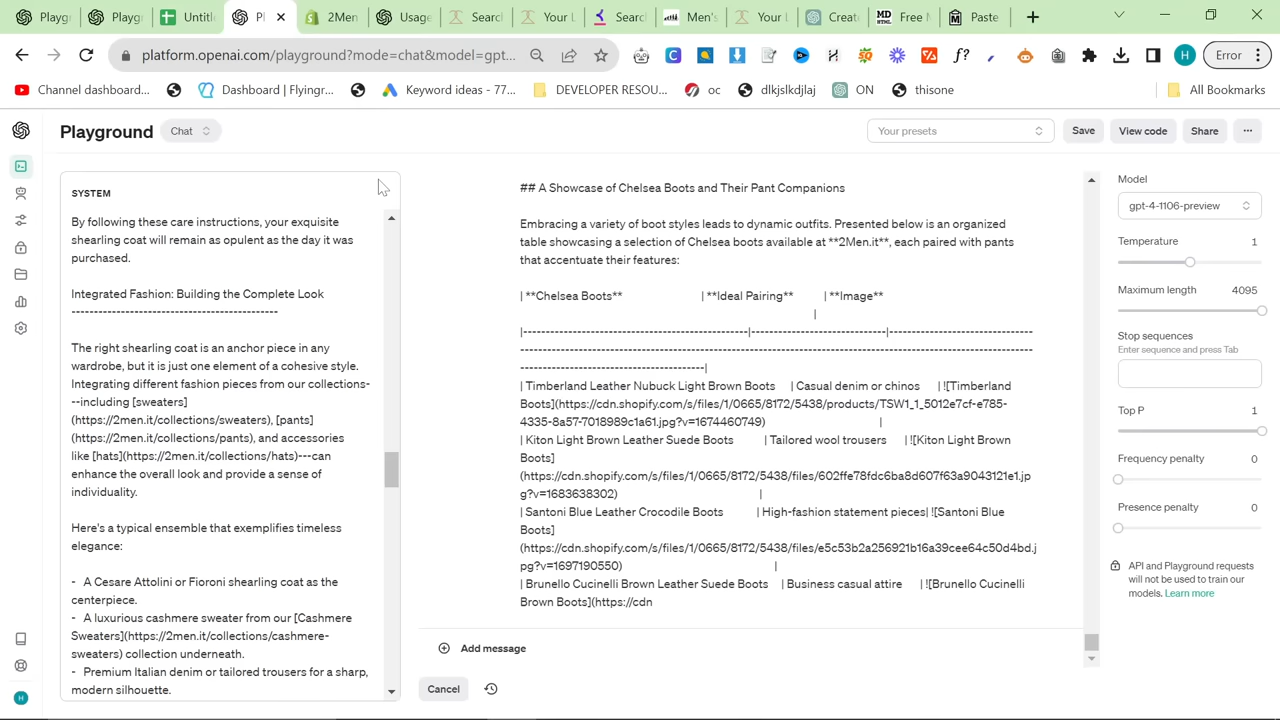 Playgro
Playgro
Untitle
Pl
2Men
Usage
Searc
Your L
Searc
Men's
Your L
Create
Free M
Paste
platform.openai.com/playground?mode=chat&model=gpt...
Error
Channel dashboard...
Dashboard | Flyingr...
Keyword ideas - 77...
DEVELOPER RESOU...
oc
dlkjslkdjlaj
ON
thisone
All Bookmarks
Playground
Chat
Your presets
Save
View code
Share
SYSTEM
By following these care instructions, your exquisite
shearling coat will remain as opulent as the day it was
purchased.
Integrated Fashion: Building the Complete Look
----------------------------------------------
The right shearling coat is an anchor piece in any
wardrobe, but it is just one element of a cohesive style.
Integrating different fashion pieces from our collections-
--including [sweaters]
(https://2men.it/collections/sweaters), [pants]
(https://2men.it/collections/pants), and accessories
like [hats](https://2men.it/collections/hats)---can
enhance the overall look and provide a sense of
individuality.
Here's a typical ensemble that exemplifies timeless
elegance:
- A Cesare Attolini or Fioroni shearling coat as the
centerpiece.
- A luxurious cashmere sweater from our [Cashmere
Sweaters](https://2men.it/collections/cashmere-
sweaters) collection underneath.
- Premium Italian denim or tailored trousers for a sharp,
modern silhouette.
## A Showcase of Chelsea Boots and Their Pant Companions
Embracing a variety of boot styles leads to dynamic outfits. Presented below is an organized
table showcasing a selection of Chelsea boots available at **2Men.it**, each paired with pants
that accentuate their features:
| **Chelsea Boots** | **Ideal Pairing** | **Image**
|
|--------------------------------------------------|------------------------------|--------------------------------
------------------------------------------------------------------------------------------------------------------
-----------------------------------------|
| Timberland Leather Nubuck Light Brown Boots | Casual denim or chinos | ![Timberland
Boots](https://cdn.shopify.com/s/files/1/0665/8172/5438/products/TSW1_1_5012e7cf-e785-
4335-8a57-7018989c1a61.jpg?v=1674460749) |
| Kiton Light Brown Leather Suede Boots | Tailored wool trousers | ![Kiton Light Brown
Boots]
(https://cdn.shopify.com/s/files/1/0665/8172/5438/files/602ffe78fdc6ba8d607f63a9043121e1.jp
g?v=1683638302) |
| Santoni Blue Leather Crocodile Boots | High-fashion statement pieces| ![Santoni Blue
Boots]
(https://cdn.shopify.com/s/files/1/0665/8172/5438/files/e5c53b2a256921b16a39cee64c50d4bd.j
pg?v=1697190550) |
| Brunello Cucinelli Brown Leather Suede Boots | Business casual attire | ![Brunello Cucinelli
Brown Boots](https://cdn
Add message
Cancel
Model
gpt-4-1106-preview
Temperature 1
Maximum length 4095
Stop sequences
Enter sequence and press Tab
Top P 1
Frequency penalty 0
Presence penalty 0
API and Playground requests
will not be used to train our
models. Learn more